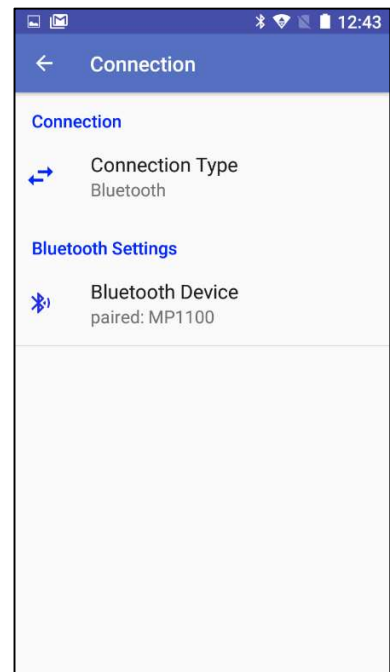 12:43
Connection
Connection
Connection Type
Bluetooth
Bluetooth Settings
Bluetooth Device
paired: MP1100